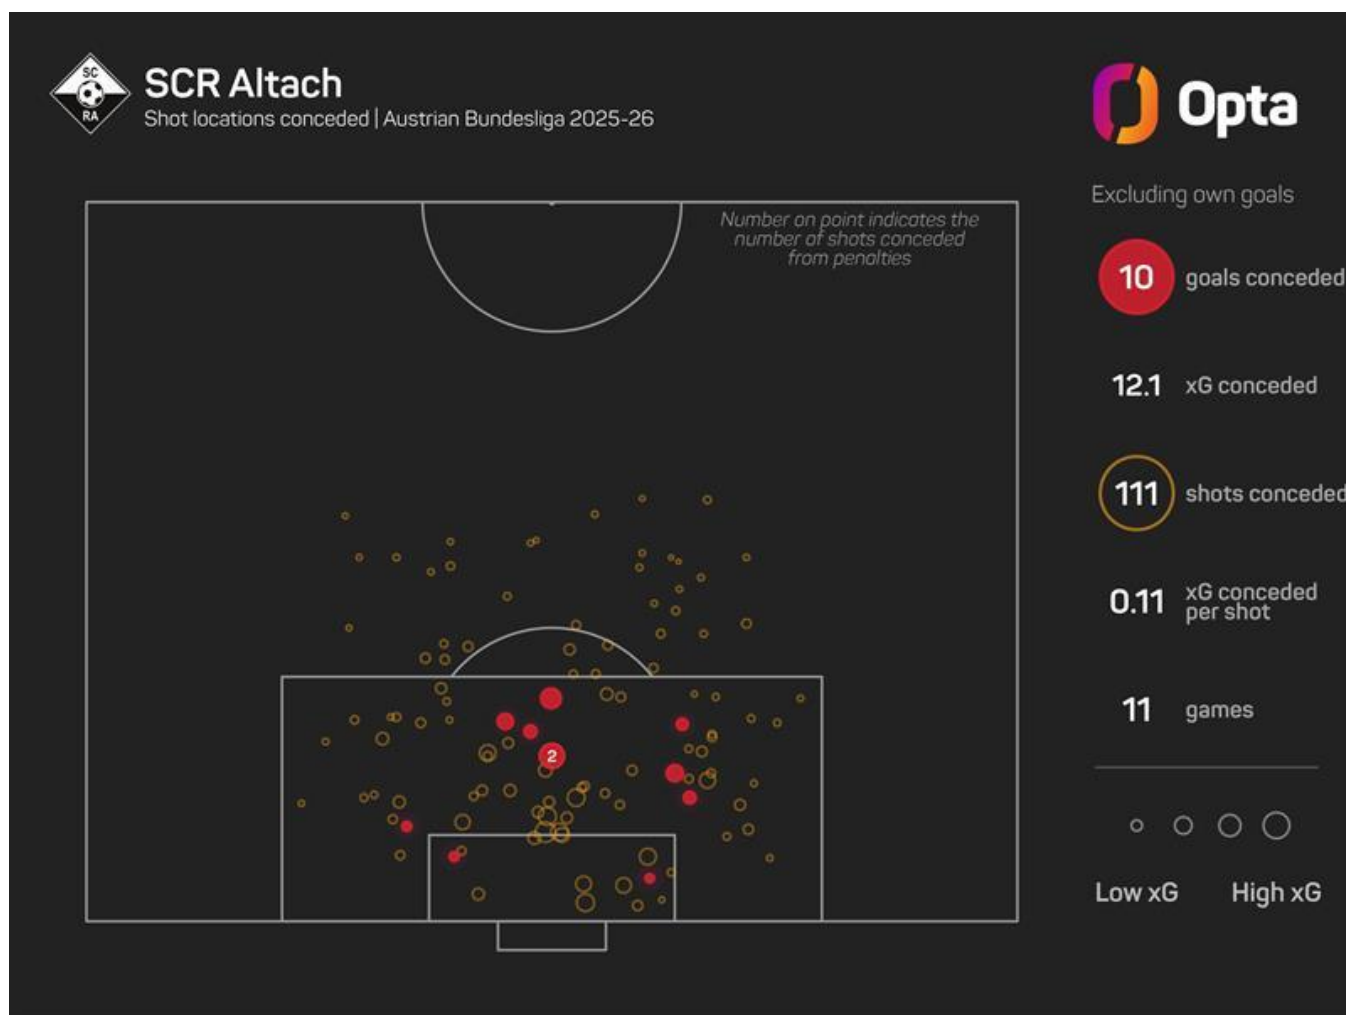 SC
RA
SCR Altach
Shot locations conceded | Austrian Bundesliga 2025-26
Opta
Excluding own goals
Number on point indicates the
number of shots conceded
from penalties
10 goals conceded
12.1 xG conceded
111 shots conceded
0.11 xG conceded
per shot
11 games
2
Low xG High xG